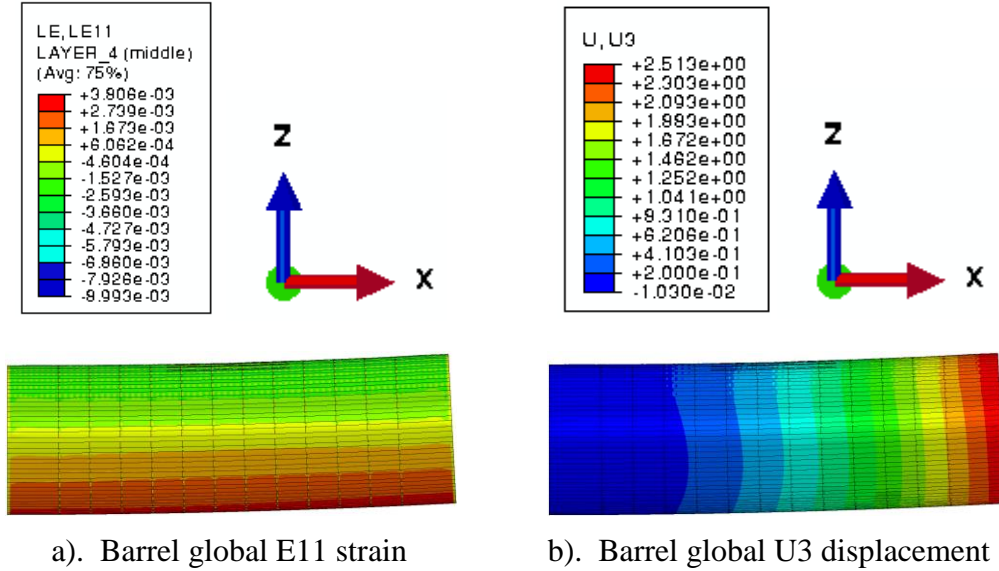 LE, LE11
LAYER_4 (middle)
(Avg: 75%)
+3.806e-03
+2.739e-03
+1.673e-03
+6.062e-04
-4.604e-04
-1.527e-03
-2.593e-03
-3.660e-03
-4.727e-03
-5.793e-03
-6.860e-03
-7.926e-03
-8.993e-03
Z
X
U, U3
+2.513e+00
+2.303e+00
+2.093e+00
+1.883e+00
+1.672e+00
+1.462e+00
+1.252e+00
+1.041e+00
+8.310e-01
+6.206e-01
+4.103e-01
+2.000e-01
-1.030e-02
Z
X
a). Barrel global E11 strain
b). Barrel global U3 displacement